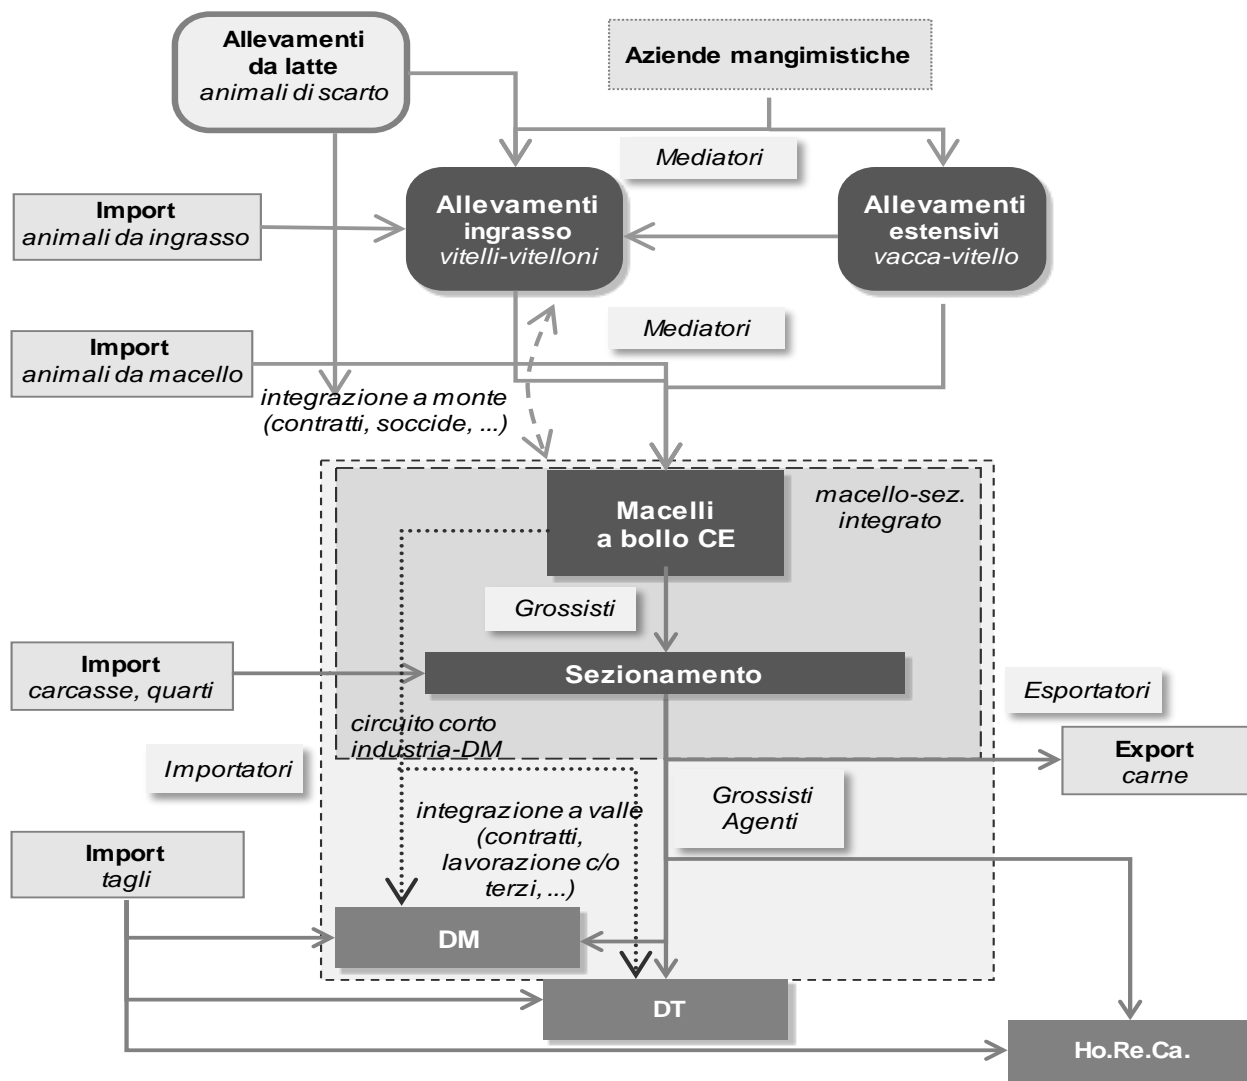 Allevamenti
da latte
animali di scarto
Aziende mangimistiche
Mediatori
Import
animali da ingrasso
Allevamenti
ingrasso
vitelli-vitelloni
Allevamenti
estensivi
vacca-vitello
Mediatori
Import
animali da macello
integrazione a monte
(contratti, soccide, ...)
Macelli
a bollo CE
macello-sez.
integrato
Grossisti
Import
carcasse, quarti
Sezionamento
Esportatori
circuito corto
industria-DM
Importatori
Export
carne
Grossisti
Agenti
integrazione a valle
(contratti,
lavorazione c/o
terzi, ...)
Import
tagli
DM
DT
Ho.Re.Ca.